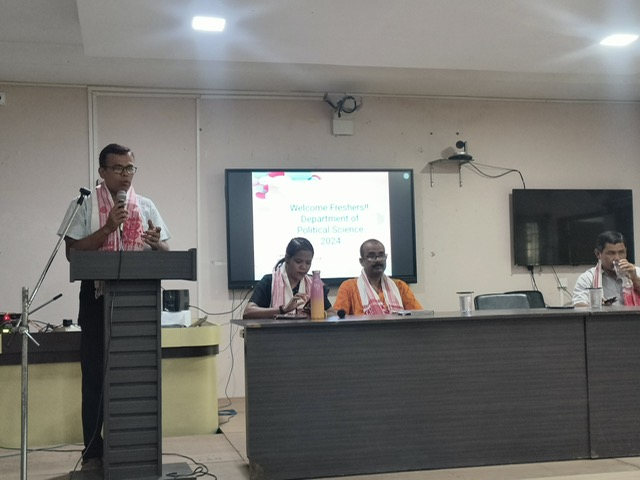 Welcome Freshers!!
Department of
Political Science
2024